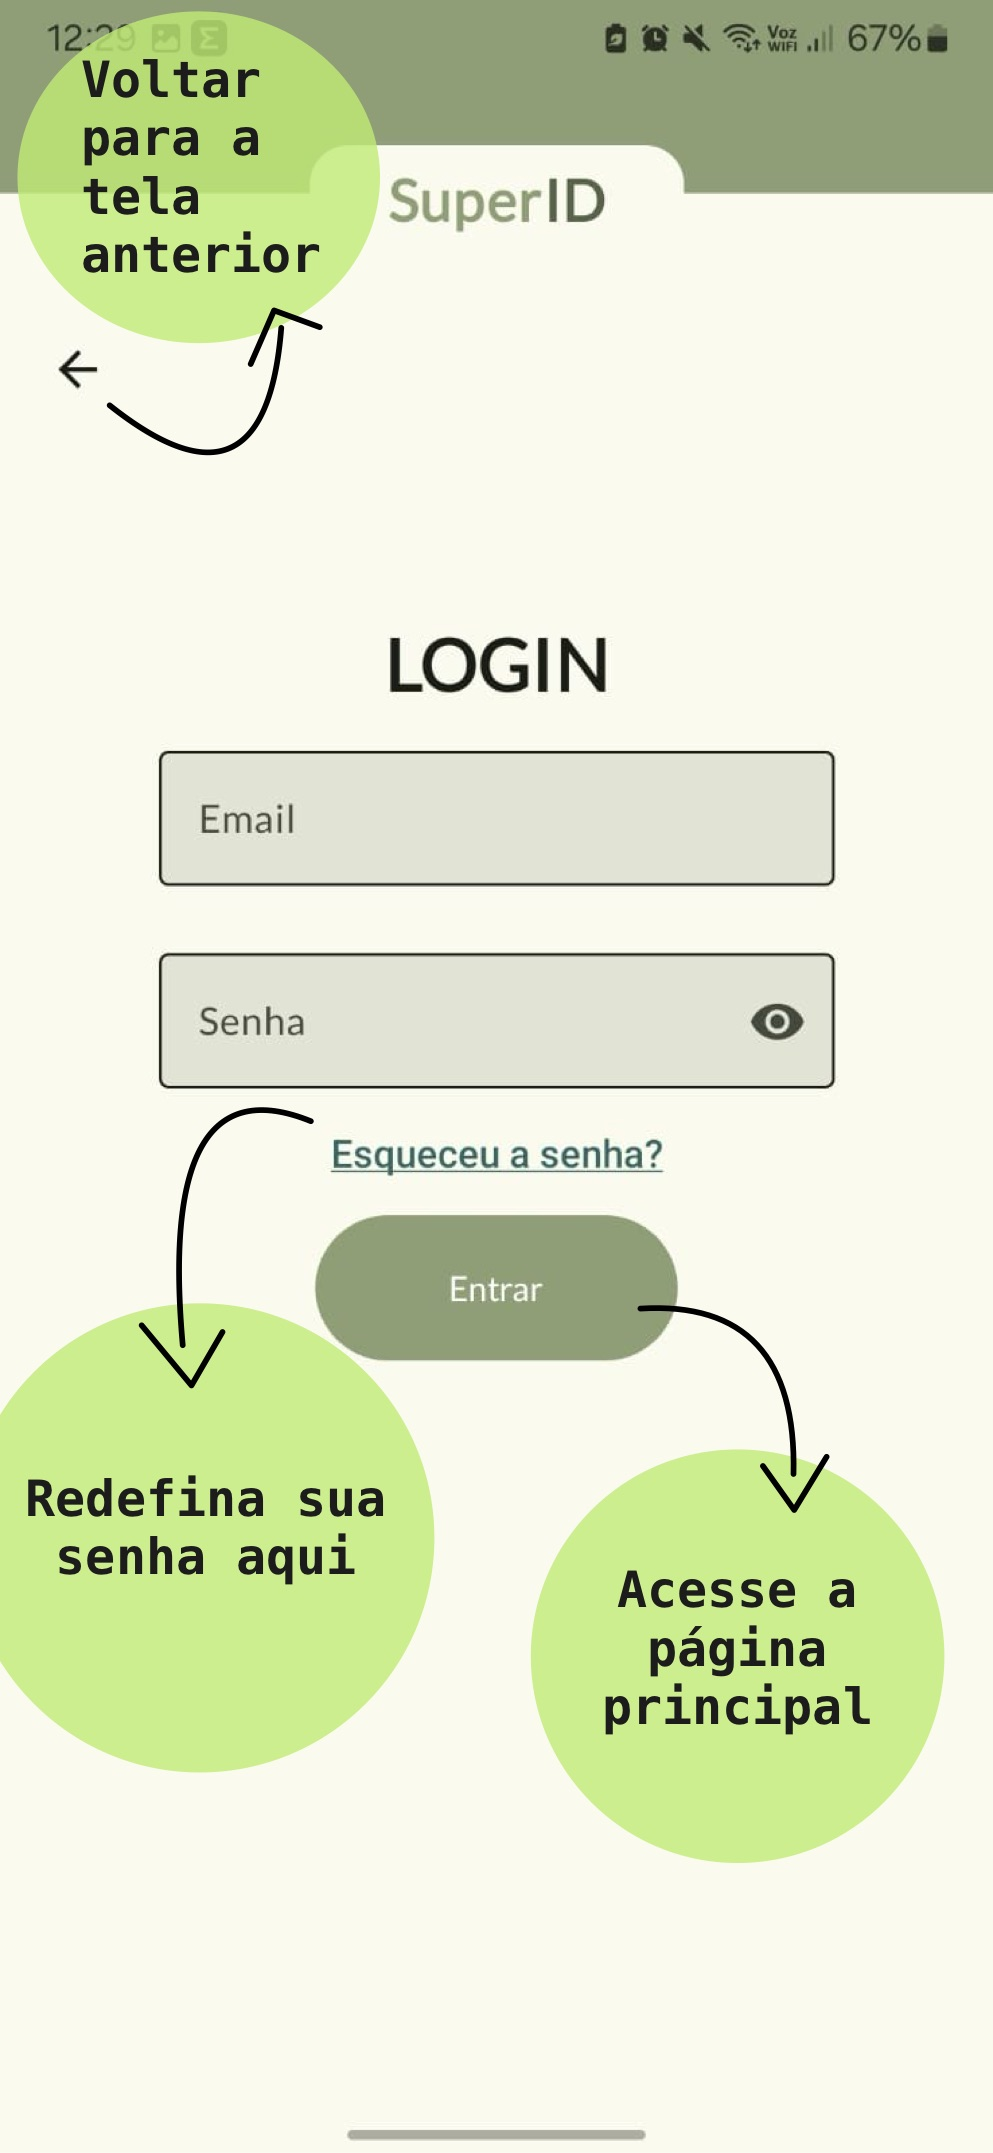 12:29
Voz
WIFI
67%
Voltar
para a
tela
anterior
SuperID
LOGIN
Email
Senha
Esqueceu a senha?
Entrar
Redefina sua
senha aqui
Acesse a
página
principal